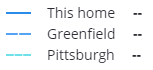 This home --
Greenfield --
Pittsburgh --